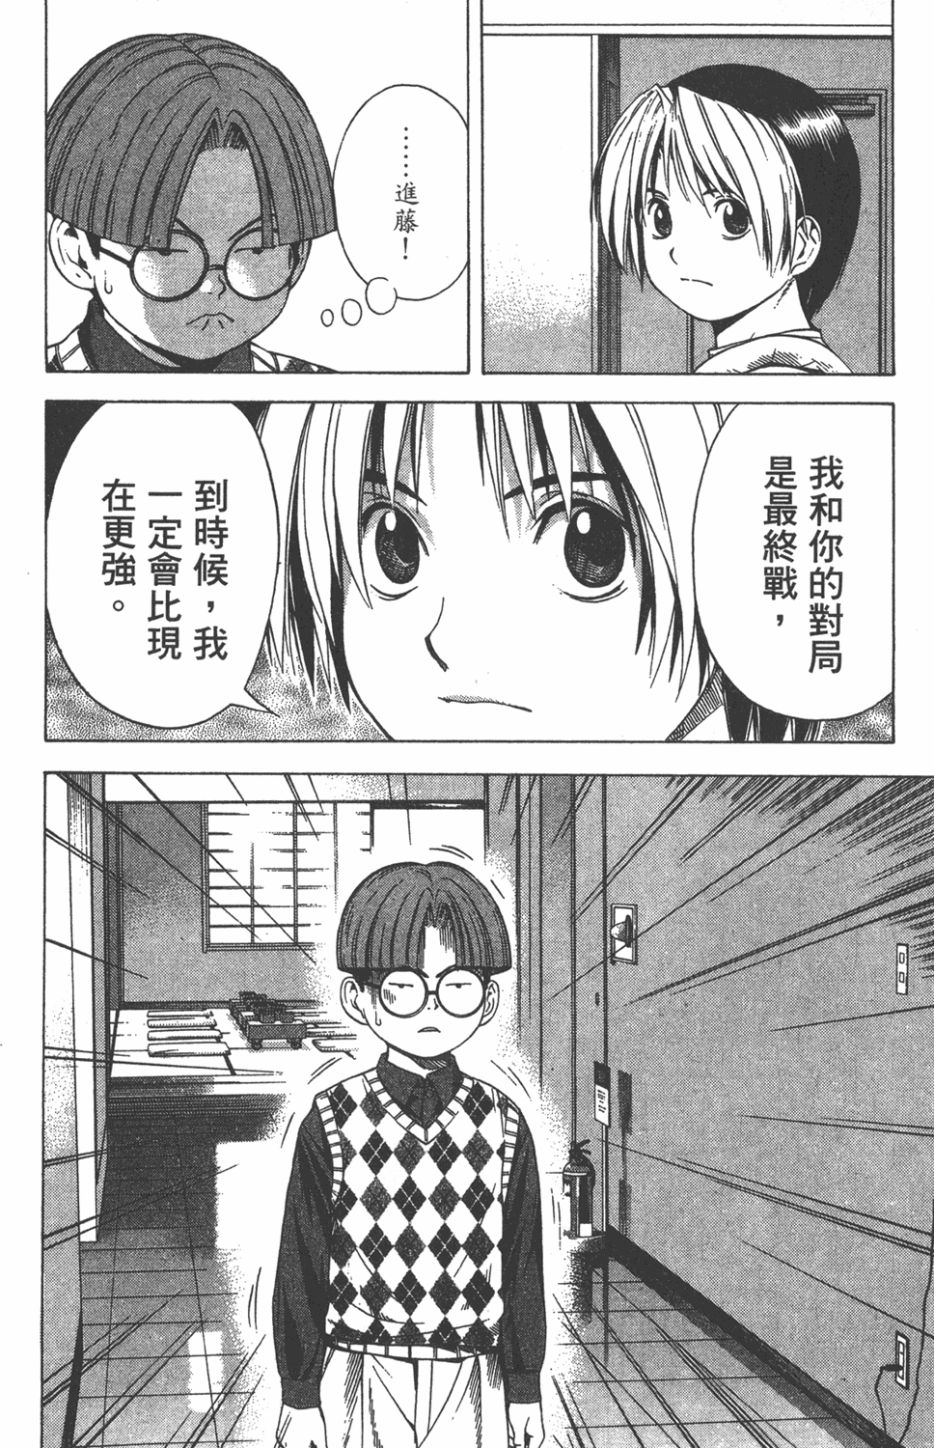 ……進藤！
我和你的對局
是最終戰，
到時候，我
一定會比現
在更強。